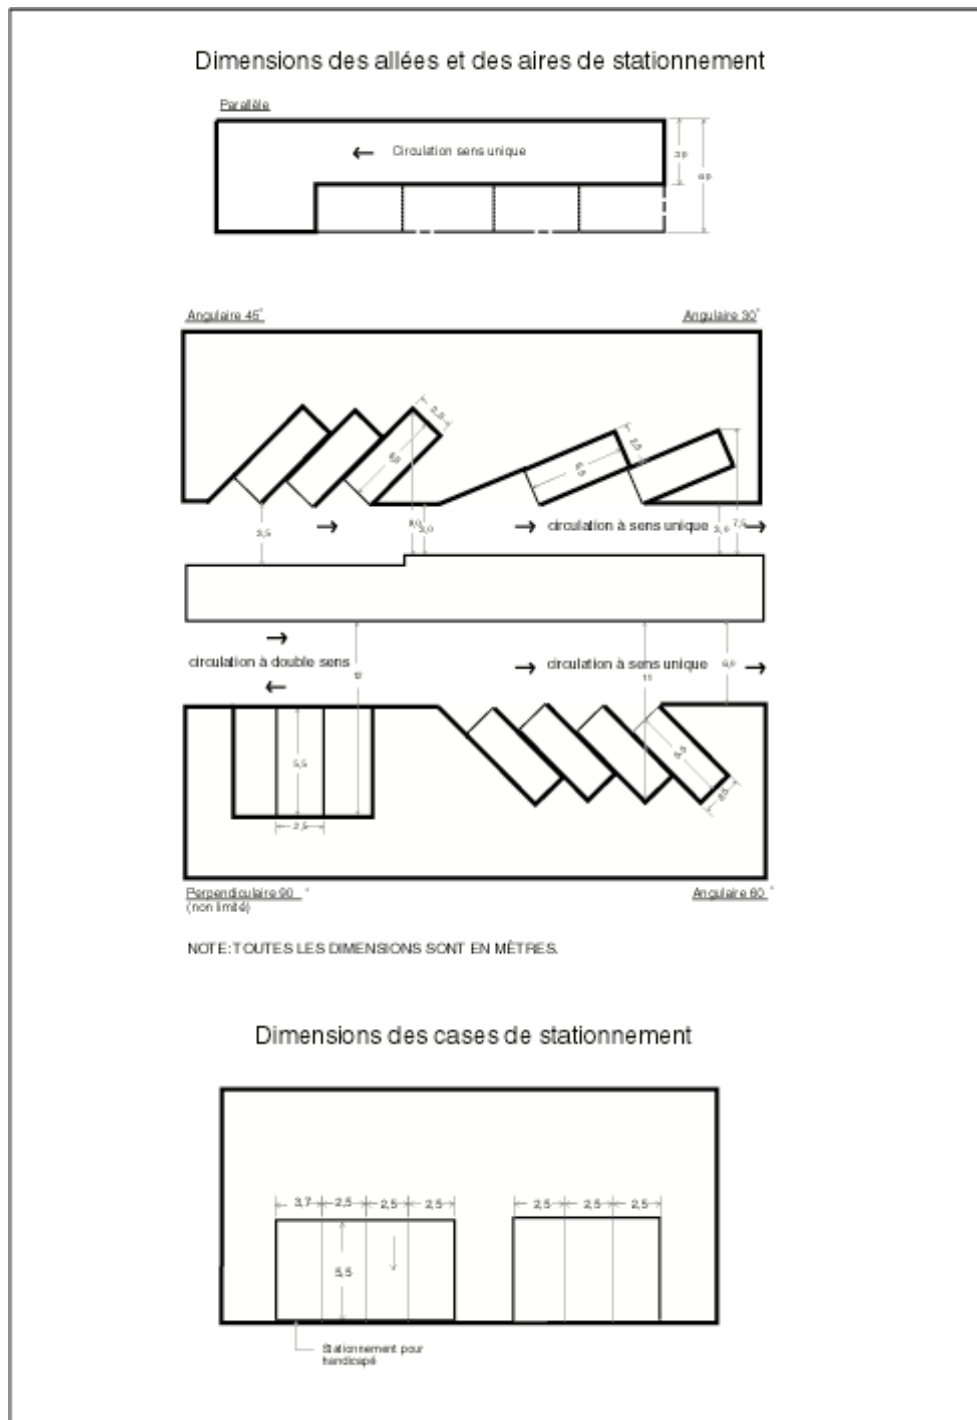 Dimensions des allées et des aires de stationnement
Parallèle
Circulation sens unique
Angulaire 45°
Angulaire 30°
2,5
2,5
3,5
3,0
7,5
circulation à sens unique
circulation à double sens
circulation à sens unique
12
11
5,5
5,5
2,5
2,5
Perpendiculaire 90 °
(non limité)
Angulaire 60 °
NOTE: TOUTES LES DIMENSIONS SONT EN MÈTRES.
Dimensions des cases de stationnement
3,7 2,5 2,5 2,5
2,5 2,5 2,5
5,5
Stationnement pour
handicapé